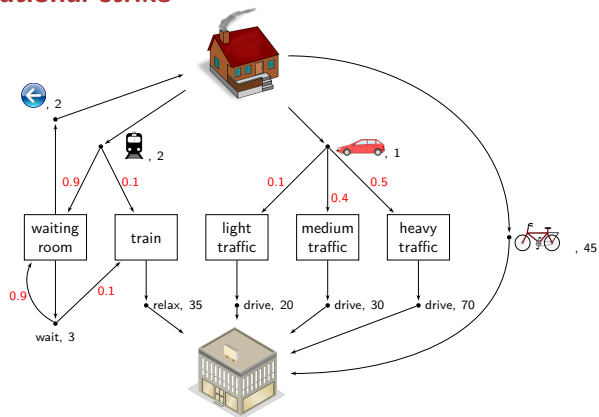 , 2
, 2
, 1
0.9
0.1
0.1
0.4
0.5
waiting
room
train
light
traffic
medium
traffic
heavy
traffic
, 45
0.9
0.1
relax, 35
drive, 20
drive, 30
drive, 70
wait, 3